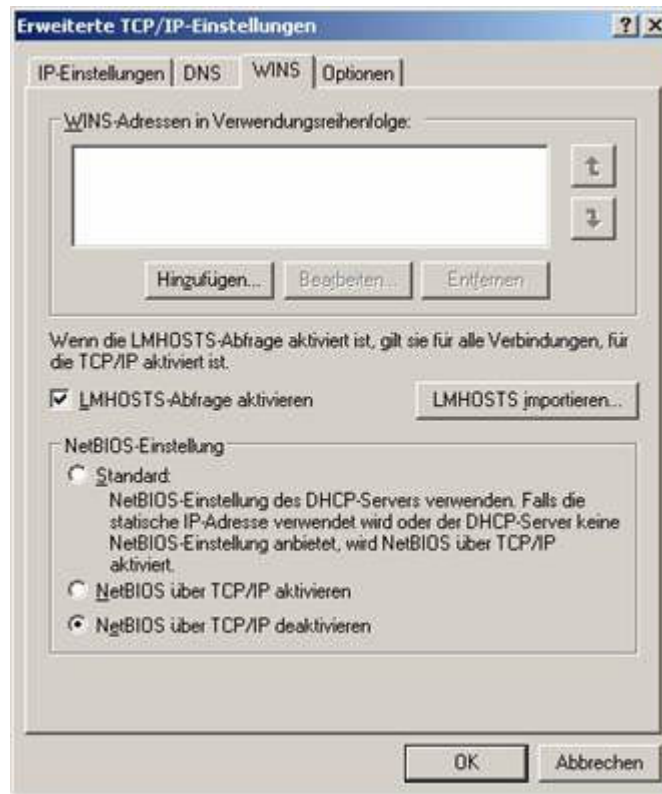 Erweiterte TCP/IP-Einstellungen
IP-Einstellungen DNS WINS Optionen
WINS-Adressen in Verwendungsreihenfolge:
Hinzufügen... Bearbeiten... Entfernen
Wenn die LMHOSTS-Abfrage aktiviert ist, gilt sie für alle Verbindungen, für
die TCP/IP aktiviert ist.
LMHOSTS-Abfrage aktivieren LMHOSTS importieren...
NetBIOS-Einstellung
Standard:
NetBIOS-Einstellung des DHCP-Servers verwenden. Falls die
statische IP-Adresse verwendet wird oder der DHCP-Server keine
NetBIOS-Einstellung anbietet, wird NetBIOS über TCP/IP
aktiviert.
NetBIOS über TCP/IP aktivieren
NetBIOS über TCP/IP deaktivieren
OK Abbrechen